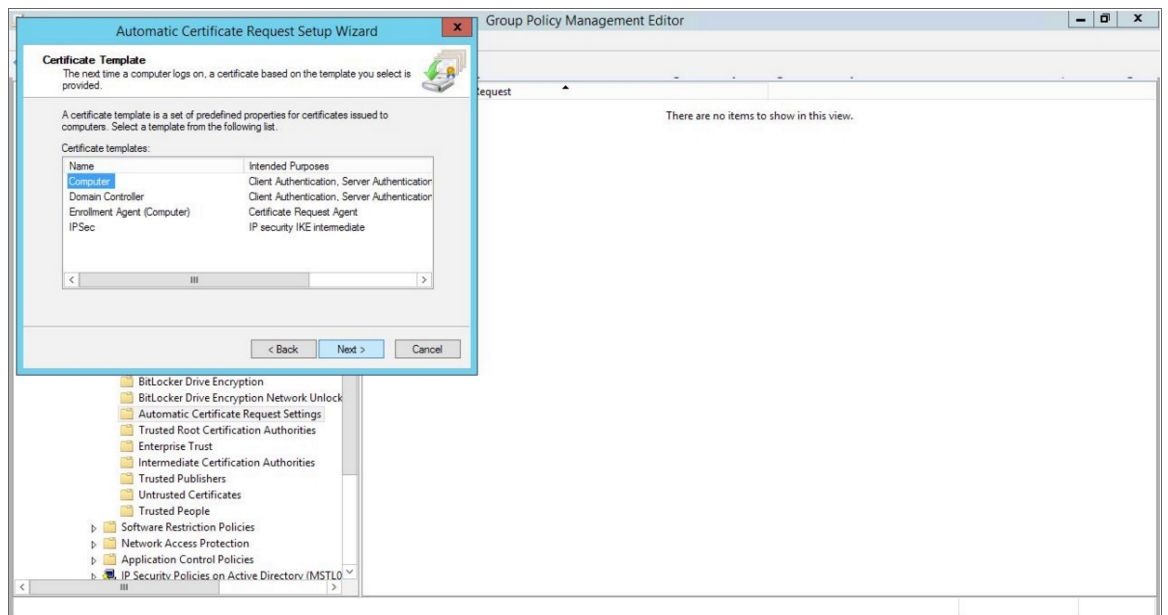 Group Policy Management Editor
Automatic Certificate Request Setup Wizard
Certificate Template
The next time a computer logs on, a certificate based on the template you select is
provided.
A certificate template is a set of predefined properties for certificates issued to
computers. Select a template from the following list.
Certificate templates:
Name Intended Purposes
Computer Client Authentication, Server Authentication
Domain Controller Client Authentication, Server Authentication
Enrollment Agent (Computer) Certificate Request Agent
IPSec IP security IKE intermediate
< Back Next > Cancel
Request
There are no items to show in this view.
BitLocker Drive Encryption
BitLocker Drive Encryption Network Unlock
Automatic Certificate Request Settings
Trusted Root Certification Authorities
Enterprise Trust
Intermediate Certification Authorities
Trusted Publishers
Untrusted Certificates
Trusted People
Software Restriction Policies
Network Access Protection
Application Control Policies
IP Security Policies on Active Directory (MSTL0